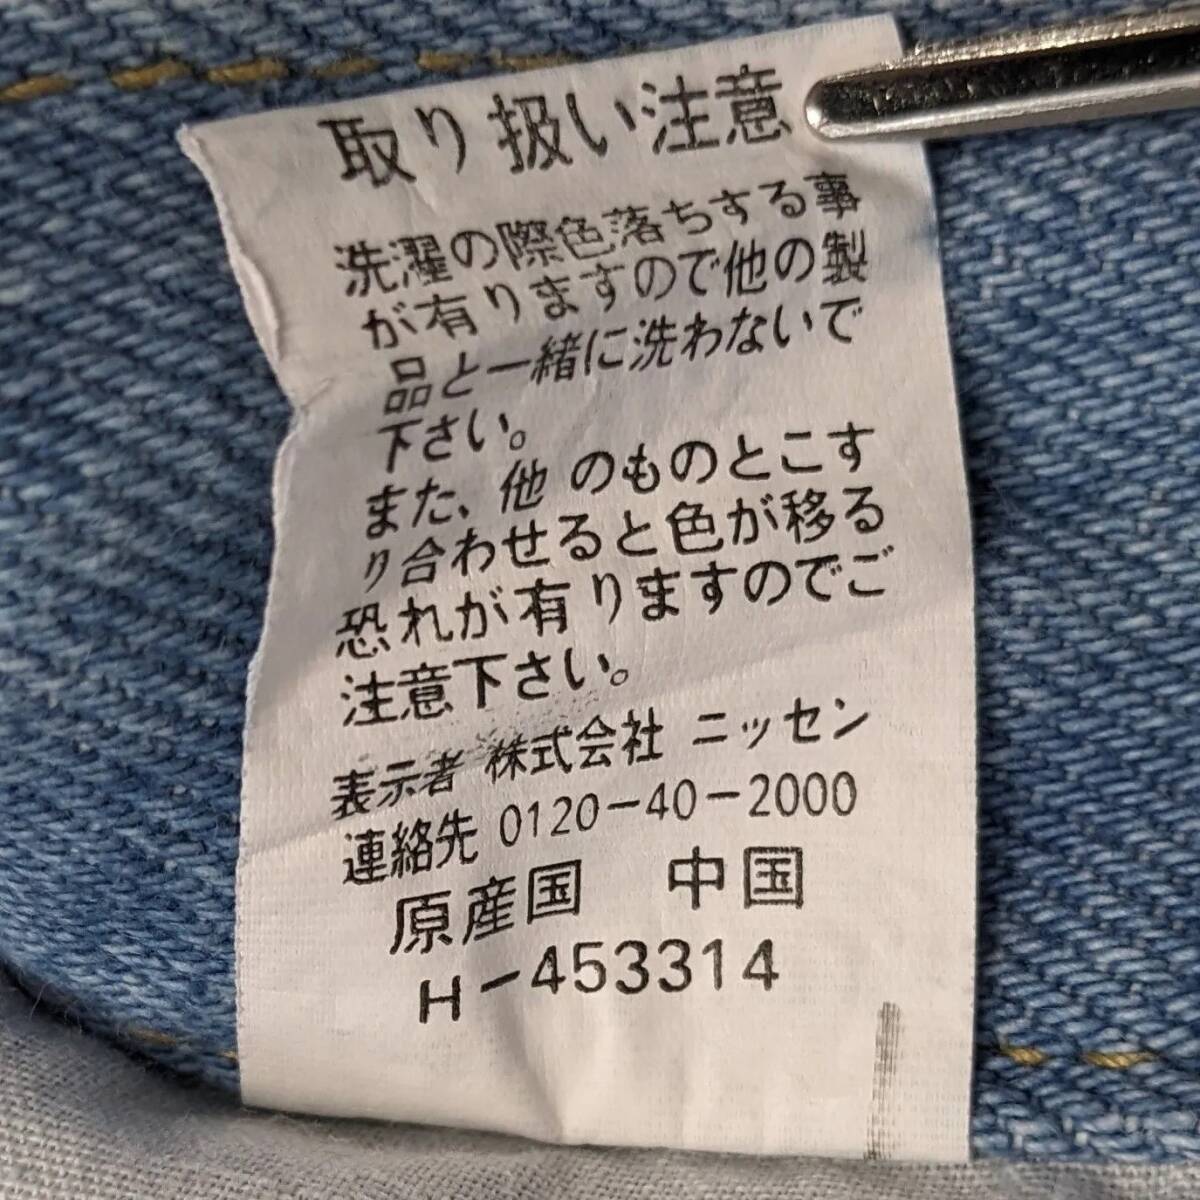 取り扱い注意
洗濯の際色落ちする事
が有りますので他の製
品と一緒に洗わないで
下さい。
また、他のものとこす
り合わせると色が移る
恐れが有りますのでご
注意下さい。
表示者 株式会社 ニッセン
連絡先 0120-40-2000
原産国 中国
H-453314